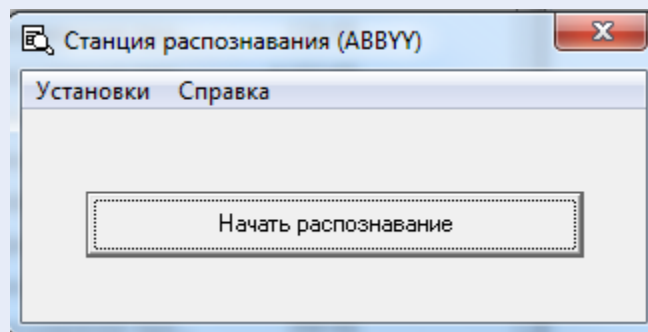 Станция распознавания (ABBYY)
Установки Справка
Начать распознавание